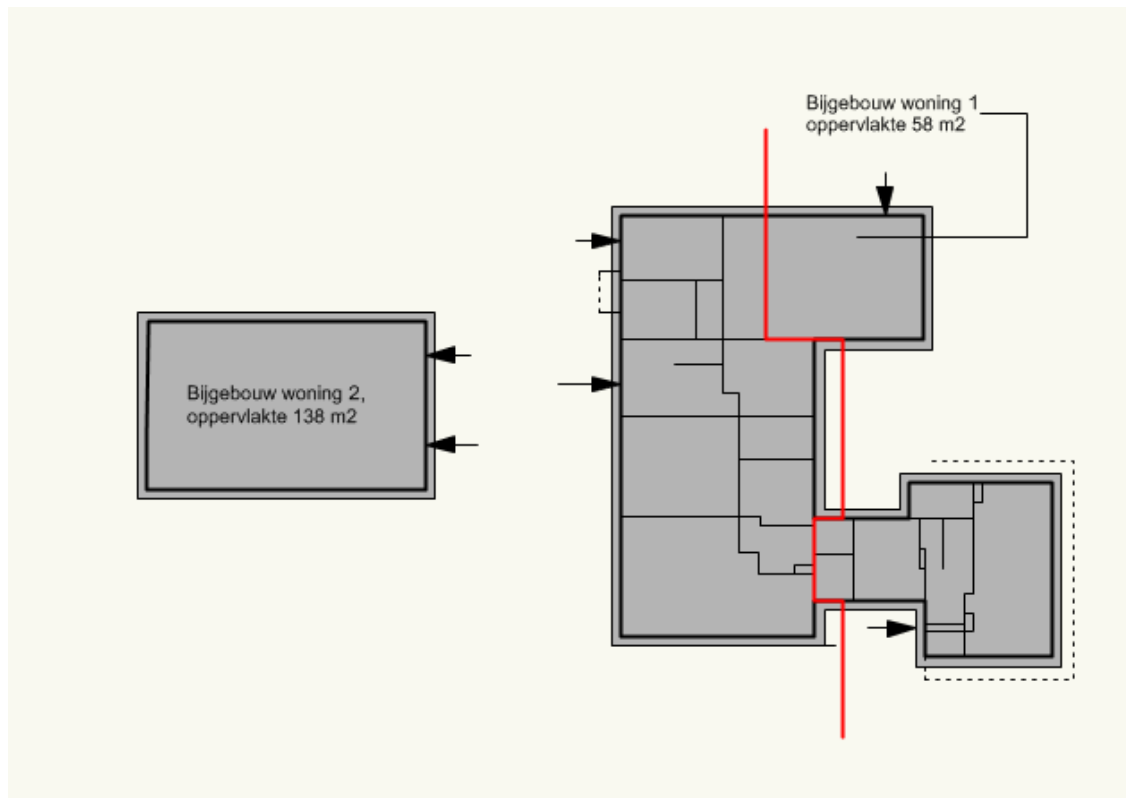 Bijgebouw woning 1
oppervlakte 58 m2
Bijgebouw woning 2,
oppervlakte 138 m2